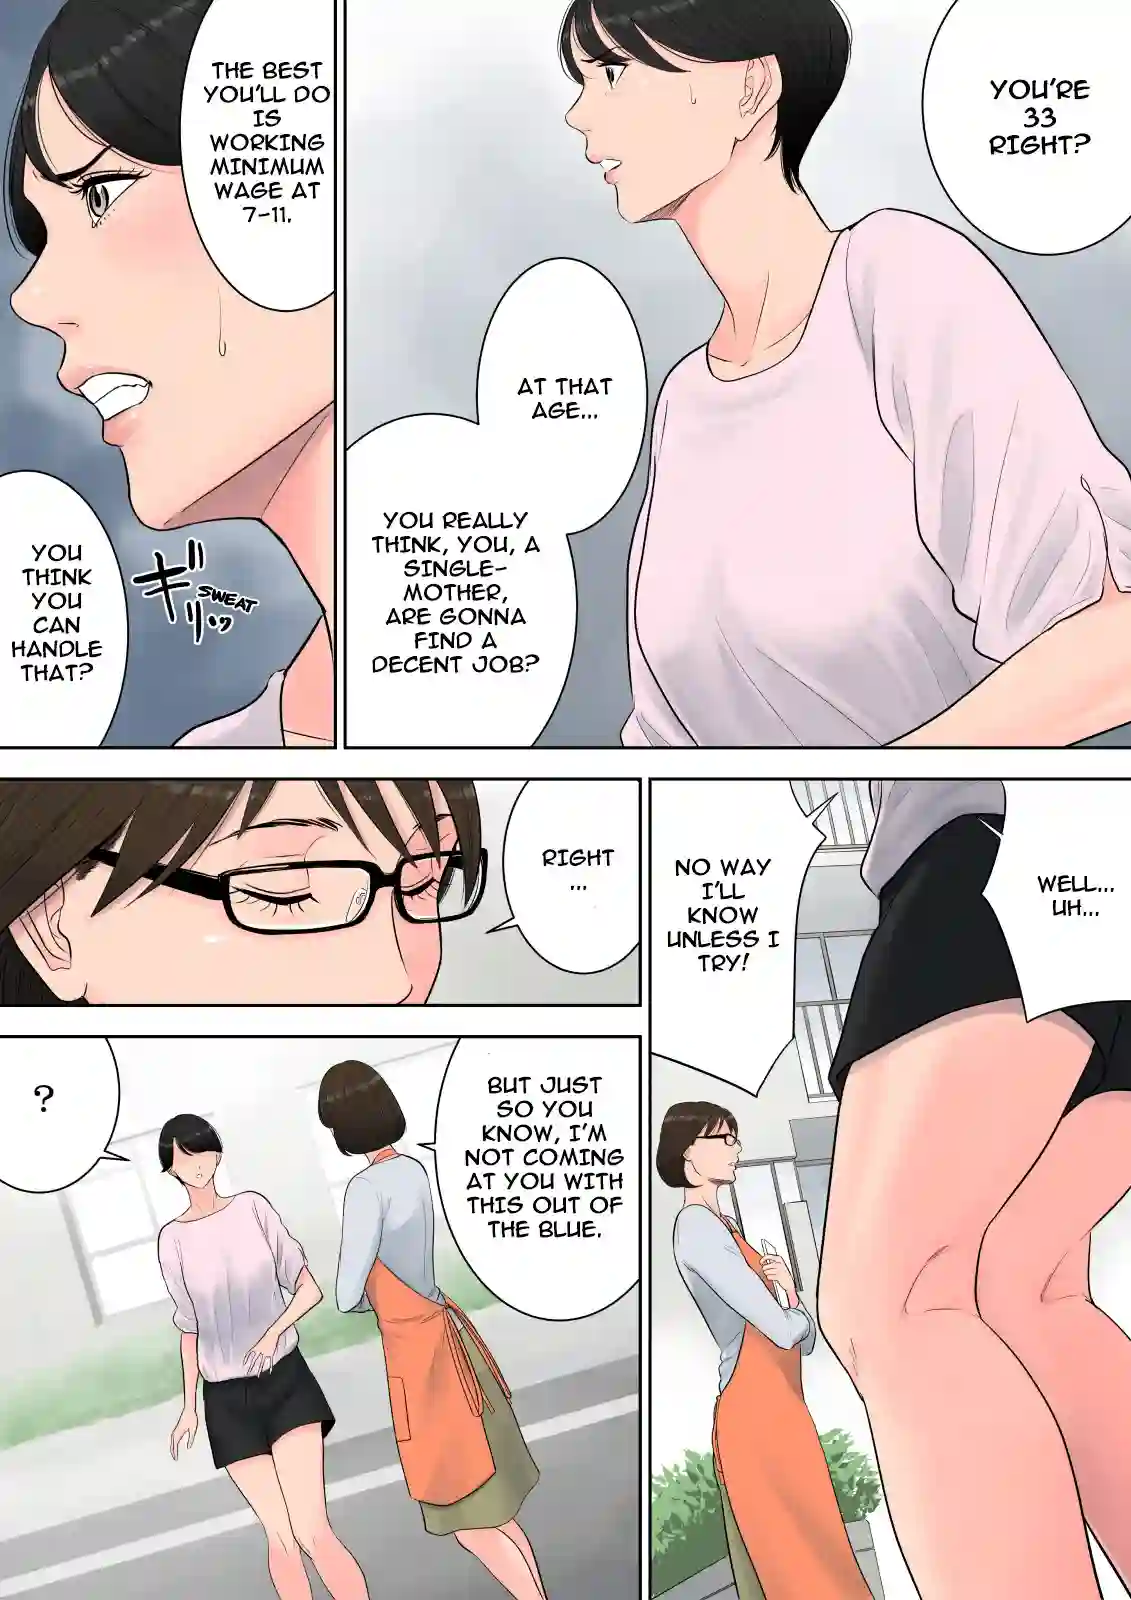 YOU'RE
33
RIGHT?
AT THAT
AGE...
YOU REALLY
THINK, YOU, A
SINGLE-
MOTHER,
ARE GONNA
FIND A
DECENT JOB?
THE BEST
YOU'LL DO
IS
WORKING
MINIMUM
WAGE AT
7-11.
YOU
THINK
YOU
CAN
HANDLE
THAT?
ギリッ
SWEAT
WELL...
UH...
NO WAY
I'LL
KNOW
UNLESS I
TRY!
RIGHT
...
BUT JUST
SO YOU
KNOW, I'M
NOT COMING
AT YOU WITH
THIS OUT OF
THE BLUE.
?